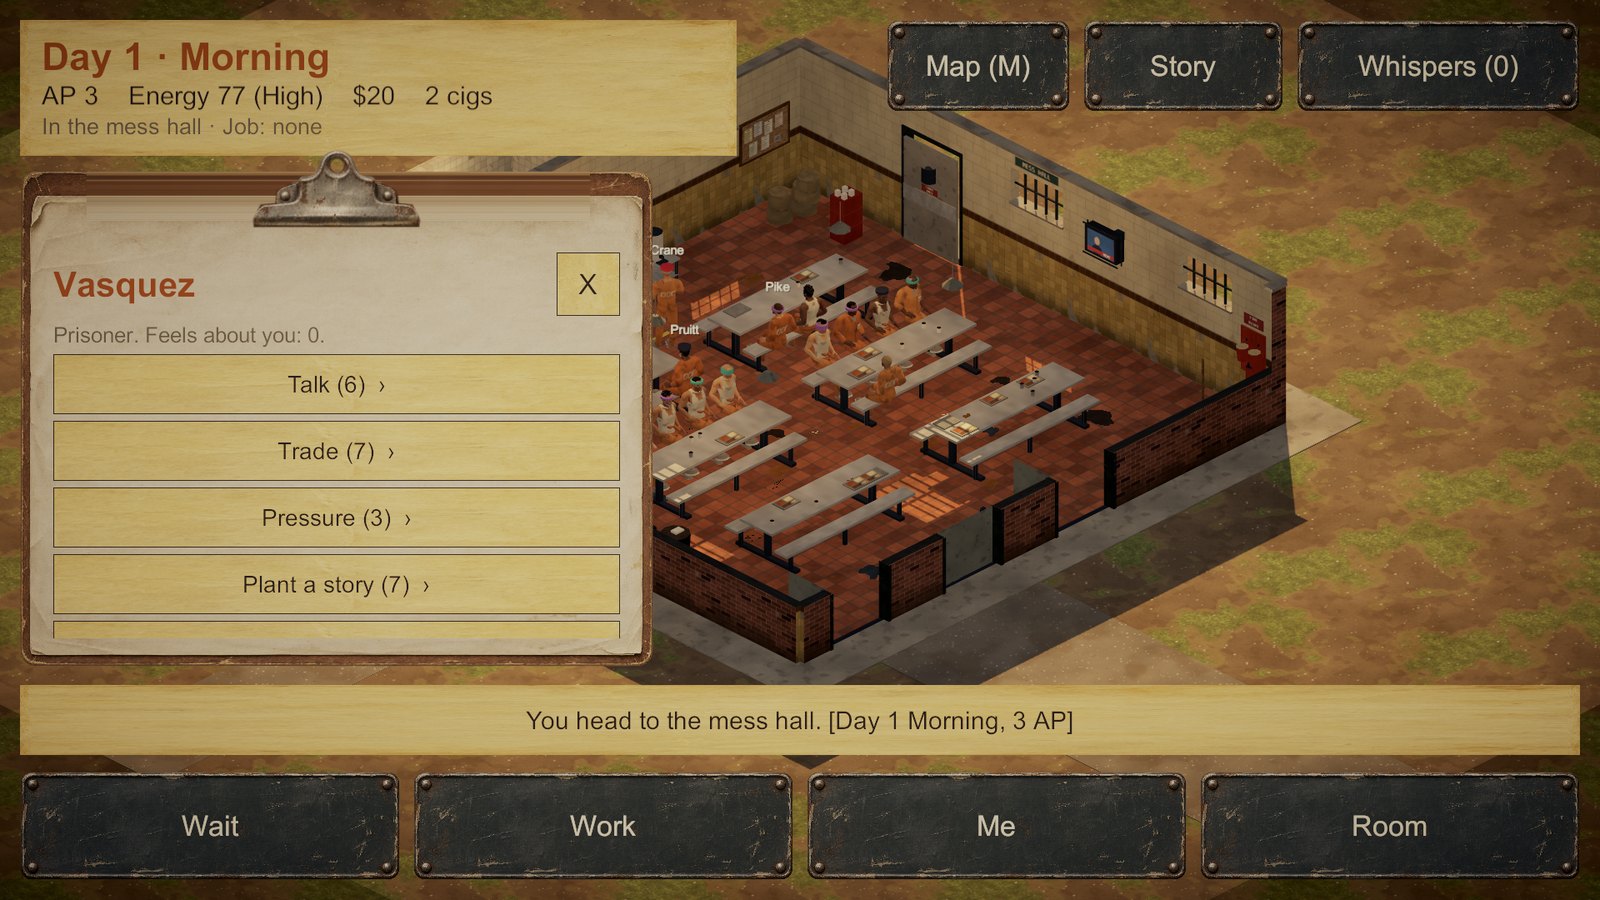 Day 1 · Morning
AP 3 Energy 77 (High) $20 2 cigs
In the mess hall · Job: none
Map (M)
Story
Whispers (0)
MESS HALL
Crane
Pike
Pruitt
Vasquez
X
Prisoner. Feels about you: 0.
Talk (6) ›
Trade (7) ›
Pressure (3) ›
Plant a story (7) ›
You head to the mess hall. [Day 1 Morning, 3 AP]
Wait
Work
Me
Room